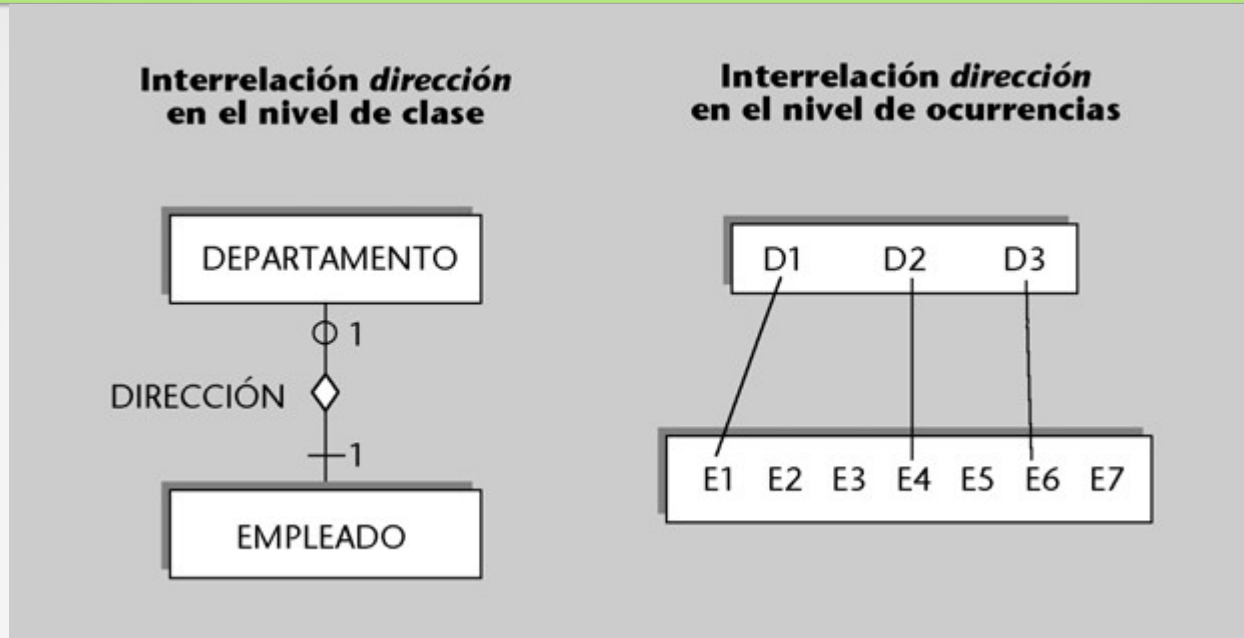 Interrelación dirección
en el nivel de clase
DEPARTAMENTO
1
DIRECCIÓN
1
EMPLEADO
Interrelación dirección
en el nivel de ocurrencias
D1 D2 D3
E1 E2 E3 E4 E5 E6 E7